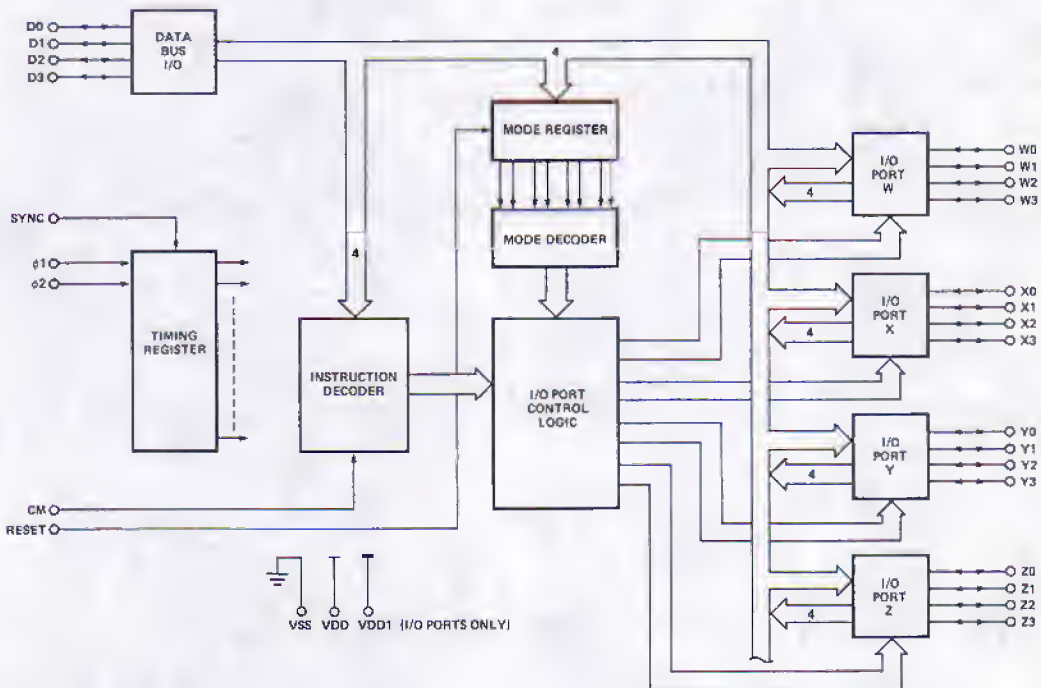 D0
D1
D2
D3
DATA
BUS
I/O
4
MODE REGISTER
MODE DECODER
SYNC
φ1
φ2
TIMING
REGISTER
4
INSTRUCTION
DECODER
I/O PORT
CONTROL
LOGIC
CM
RESET
VSS
VDD
VDD1 (I/O PORTS ONLY)
I/O
PORT
W
4
W0
W1
W2
W3
I/O
PORT
X
4
X0
X1
X2
X3
I/O
PORT
Y
4
Y0
Y1
Y2
Y3
I/O
PORT
Z
4
Z0
Z1
Z2
Z3